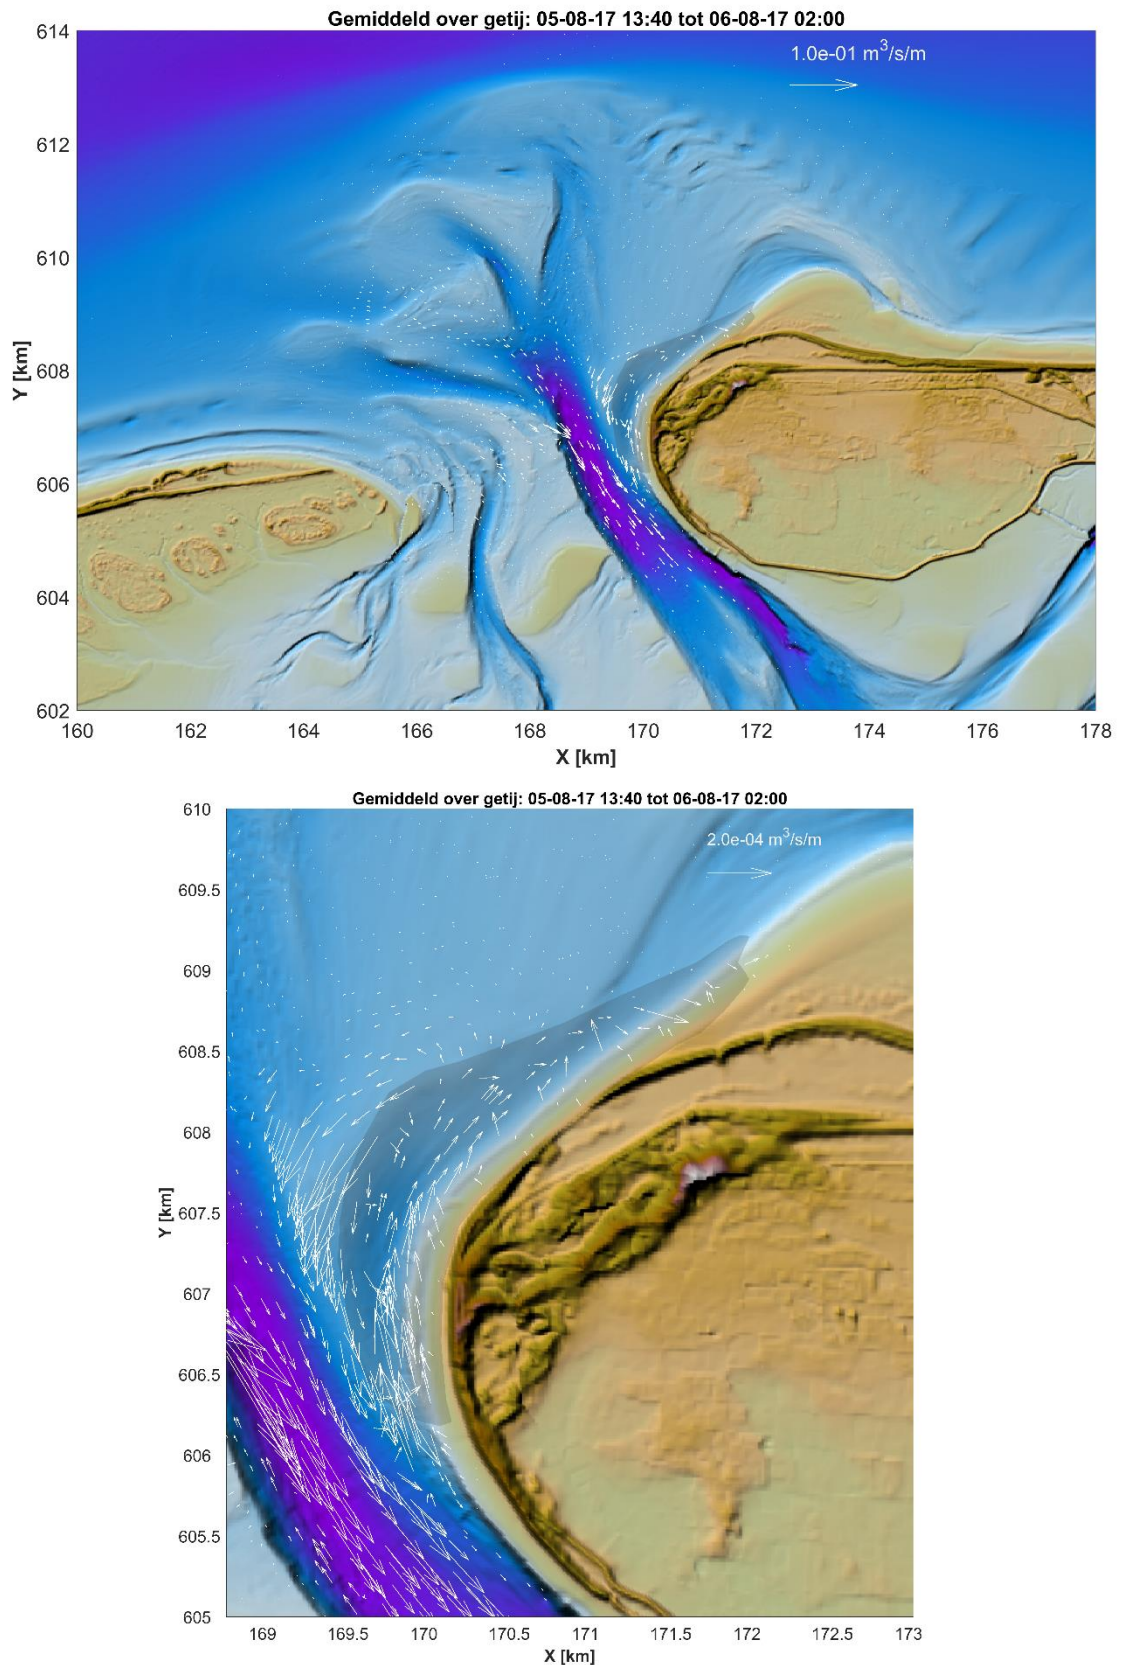 Gemiddeld over getij: 05-08-17 13:40 tot 06-08-17 02:00
1.0e-01 m³/s/m
614
612
610
608
606
604
602
Y [km]
160 162 164 166 168 170 172 174 176 178
X [km]
Gemiddeld over getij: 05-08-17 13:40 tot 06-08-17 02:00
2.0e-04 m³/s/m
610
609.5
609
608.5
608
607.5
607
606.5
606
605.5
605
Y [km]
169 169.5 170 170.5 171 171.5 172 172.5 173
X [km]